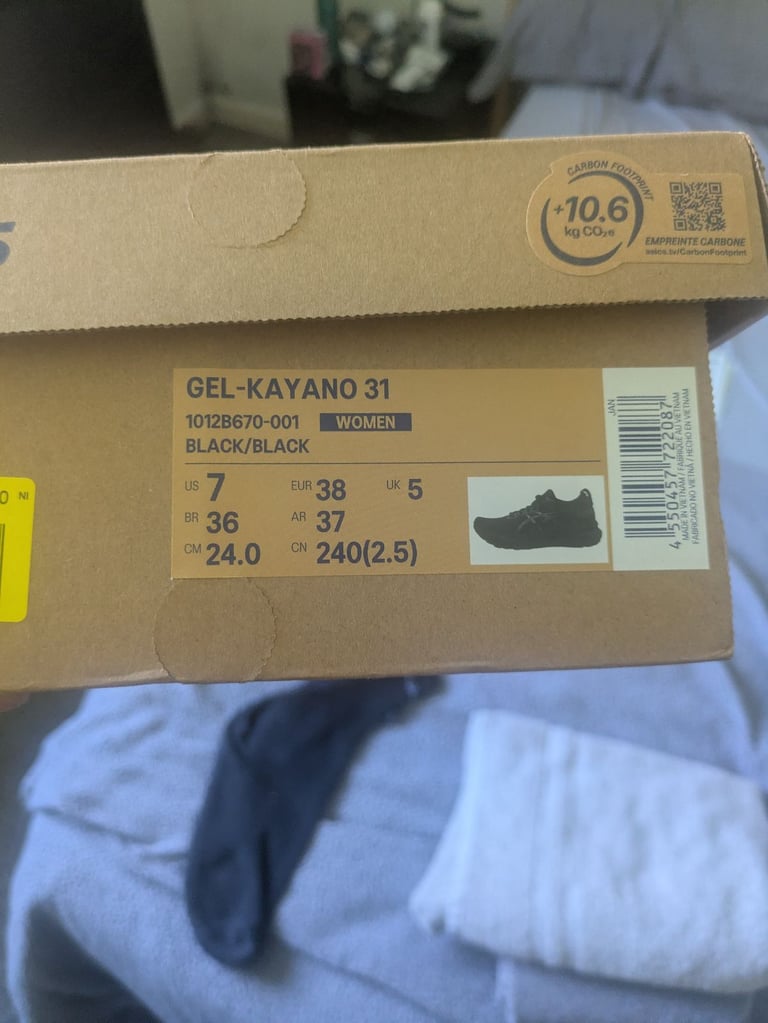 CARBON FOOTPRINT
+10.6
kg CO₂e
EMPREINTE CARBONE
asics.tv/CarbonFootprint
GEL-KAYANO 31
1012B670-001 WOMEN
BLACK/BLACK
US 7 EUR 38 UK 5
BR 36 AR 37
CM 24.0 CN 240(2.5)
JAN
4 550457 722087
MADE IN VIETNAM / FABRIQUÉ AU VIETNAM
FABRICADO NO VIETNÃ / HECHO EN VIETNAM
NI